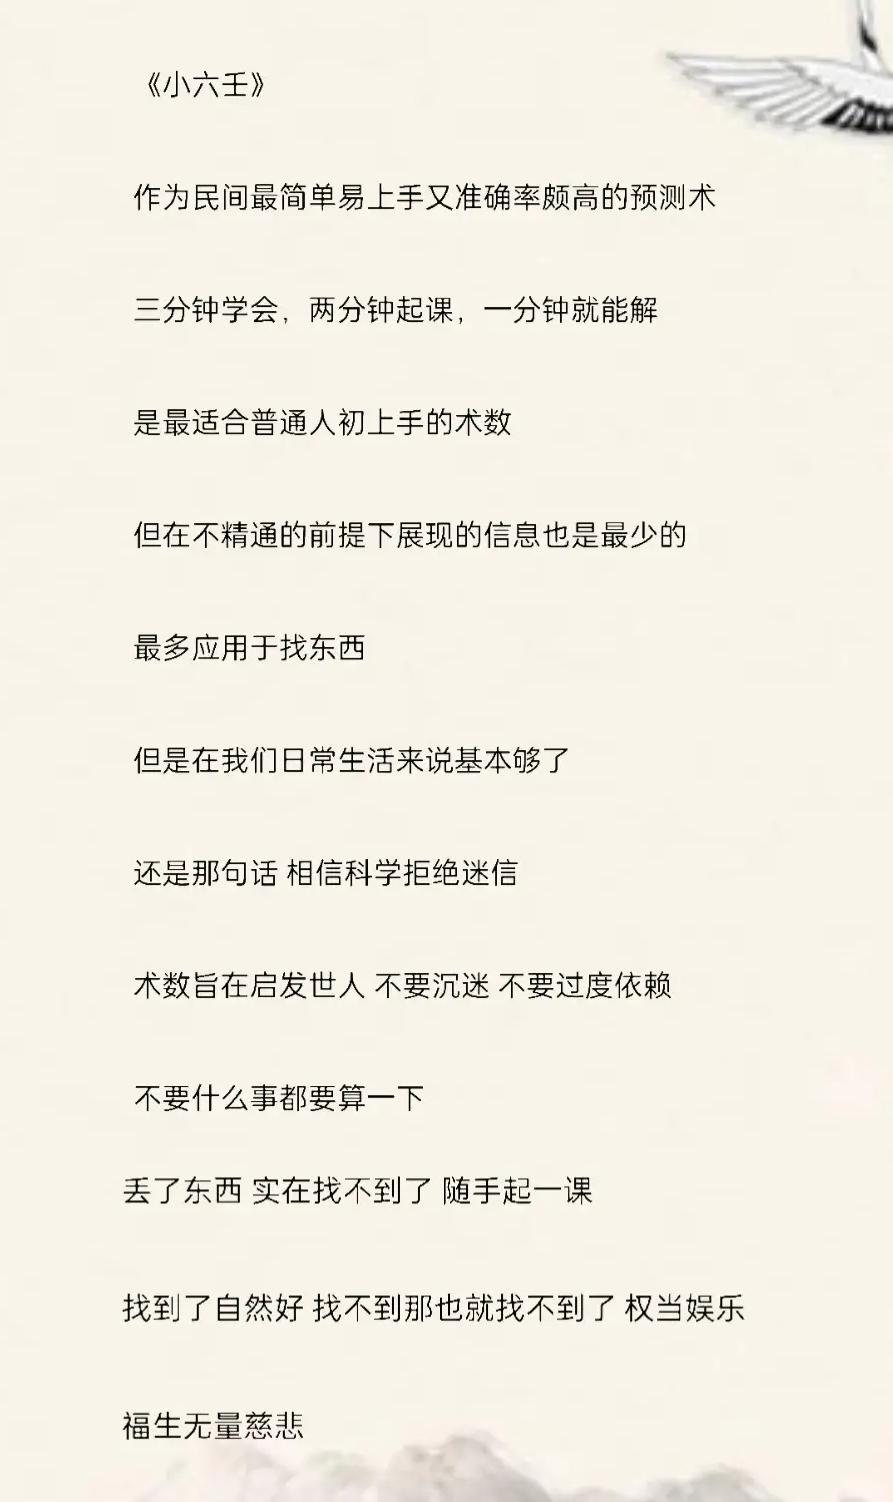 《小六壬》
作为民间最简单易上手又准确率颇高的预测术
三分钟学会，两分钟起课，一分钟就能解
是最适合普通人初上手的术数
但在不精通的前提下展现的信息也是最少的
最多应用于找东西
但是在我们日常生活来说基本够了
还是那句话 相信科学拒绝迷信
术数旨在启发世人 不要沉迷 不要过度依赖
不要什么事都要算一下
丢了东西 实在找不到了 随手起一课
找到了自然好 找不到那也就找不到了 权当娱乐
福生无量慈悲